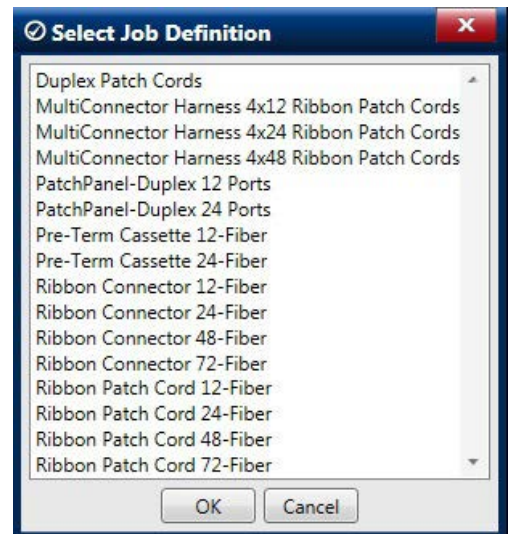 Select Job Definition
x
Duplex Patch Cords
MultiConnector Harness 4x12 Ribbon Patch Cords
MultiConnector Harness 4x24 Ribbon Patch Cords
MultiConnector Harness 4x48 Ribbon Patch Cords
PatchPanel-Duplex 12 Ports
PatchPanel-Duplex 24 Ports
Pre-Term Cassette 12-Fiber
Pre-Term Cassette 24-Fiber
Ribbon Connector 12-Fiber
Ribbon Connector 24-Fiber
Ribbon Connector 48-Fiber
Ribbon Connector 72-Fiber
Ribbon Patch Cord 12-Fiber
Ribbon Patch Cord 24-Fiber
Ribbon Patch Cord 48-Fiber
Ribbon Patch Cord 72-Fiber
OK Cancel